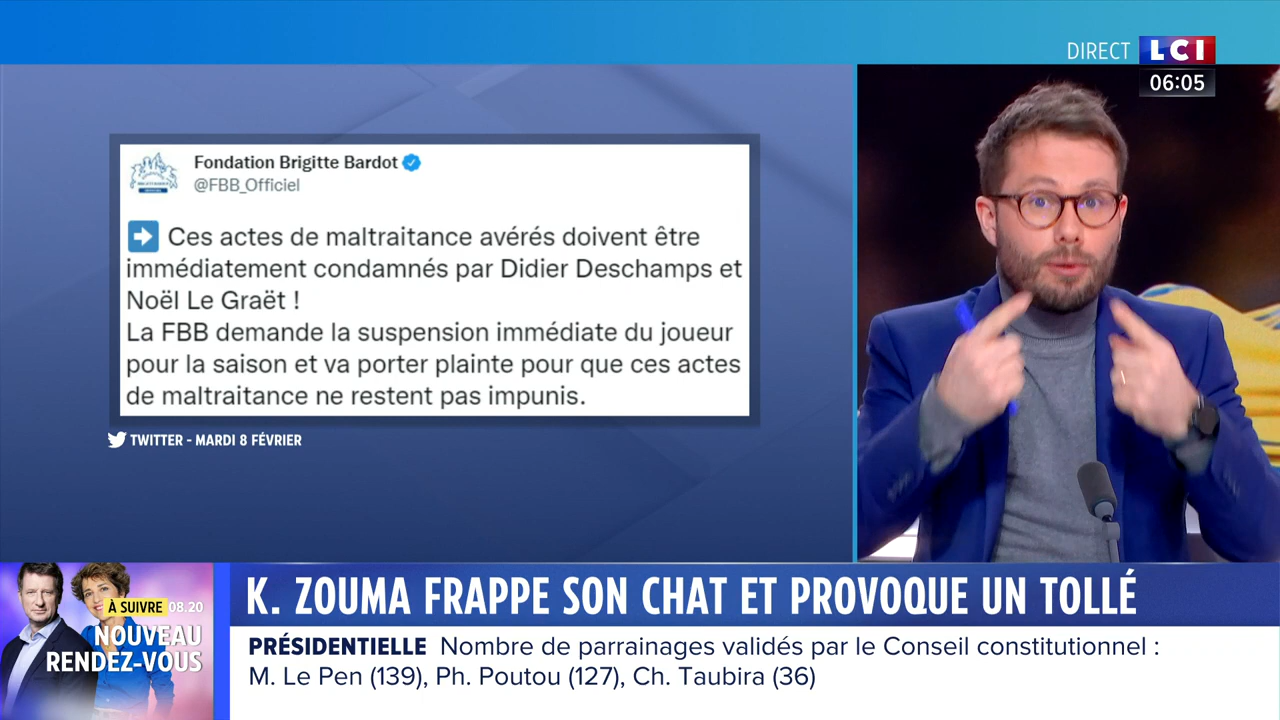 DIRECT LCI
06:05
Fondation Brigitte Bardot
@FBB_Officiel
Ces actes de maltraitance avérés doivent être
immédiatement condamnés par Didier Deschamps et
Noël Le Graët !
La FBB demande la suspension immédiate du joueur
pour la saison et va porter plainte pour que ces actes
de maltraitance ne restent pas impunis.
TWITTER - MARDI 8 FÉVRIER
À SUIVRE 08.20
NOUVEAU
RENDEZ-VOUS
K. ZOUMA FRAPPE SON CHAT ET PROVOQUE UN TOLLÉ
PRÉSIDENTIELLE Nombre de parrainages validés par le Conseil constitutionnel :
M. Le Pen (139), Ph. Poutou (127), Ch. Taubira (36)